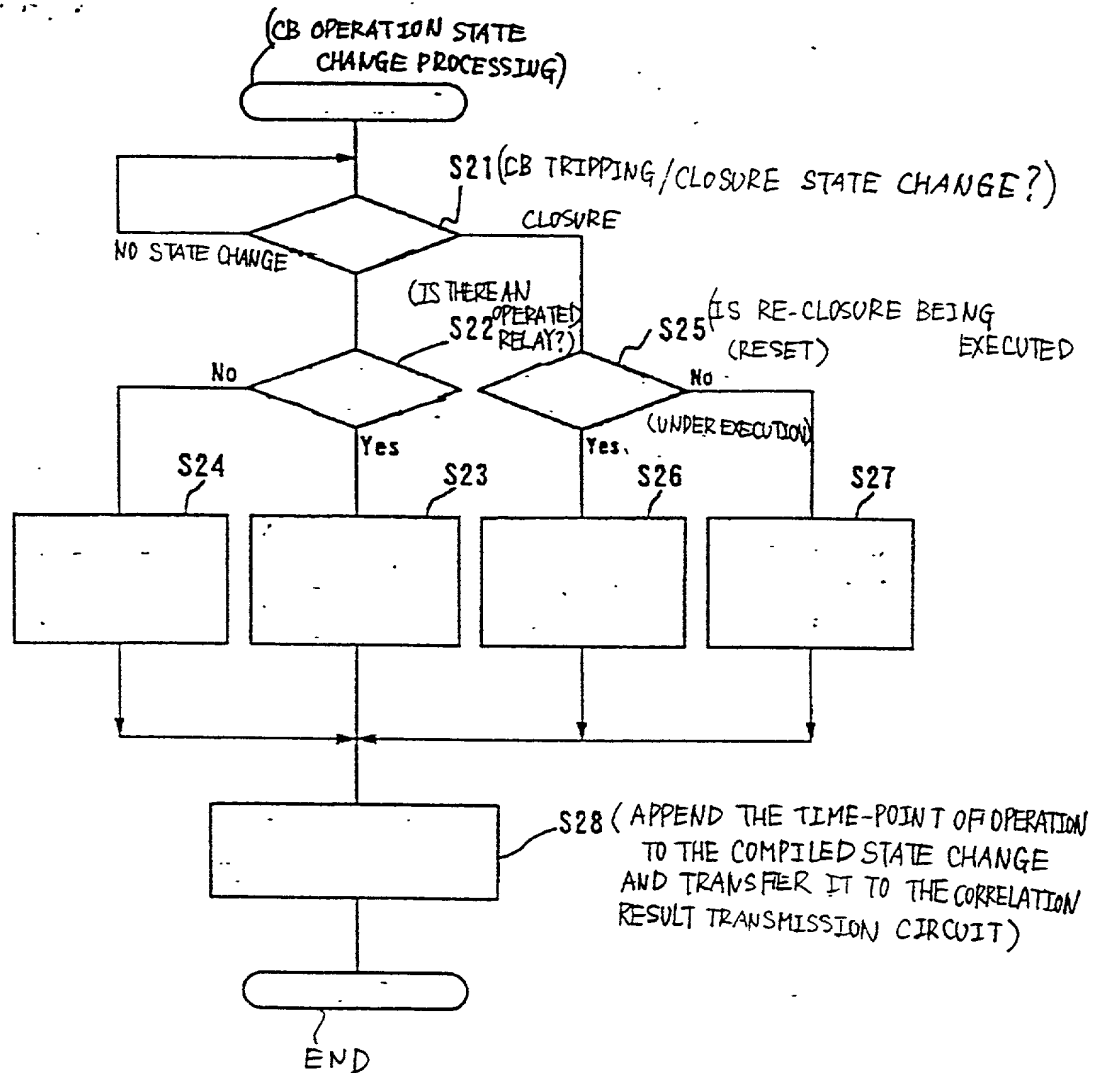 (CB OPERATION STATE
CHANGE PROCESSING)
S21 (CB TRIPPING/CLOSURE STATE CHANGE?)
CLOSURE
NO STATE CHANGE
(IS THERE AN
OPERATED
S22 RELAY?)
S25 (IS RE-CLOSURE BEING
(RESET) EXECUTED
No
No
(UNDER EXECUTION)
Yes
Yes.
S24
S23
S26
S27
S28 (APPEND THE TIME-POINT OF OPERATION
TO THE COMPILED STATE CHANGE
AND TRANSFER IT TO THE CORRELATION
RESULT TRANSMISSION CIRCUIT)
END